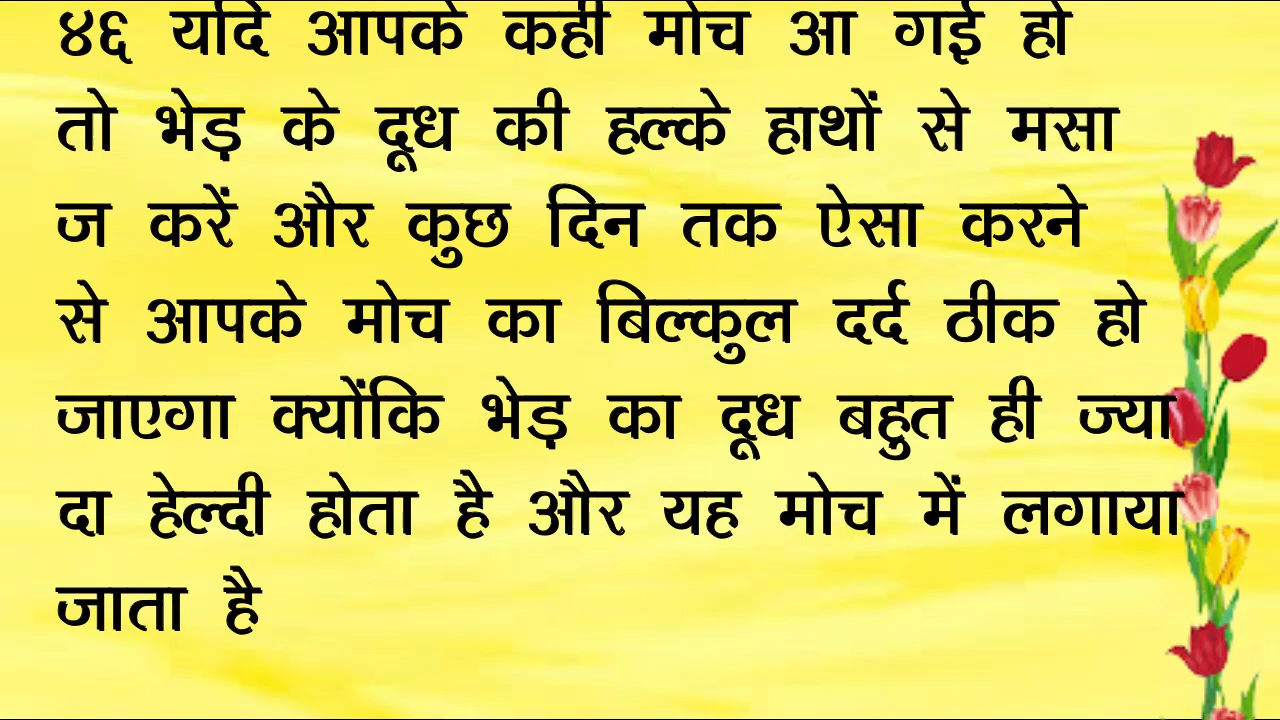 ४६ यदि आपके कही मोच आ गई हो
तो भेड़ के दूध की हल्के हाथों से मसा
ज करें और कुछ दिन तक ऐसा करने
से आपके मोच का बिल्कुल दर्द ठीक हो
जाएगा क्योंकि भेड़ का दूध बहुत ही ज्या
दा हेल्दी होता है और यह मोच में लगाया
जाता है